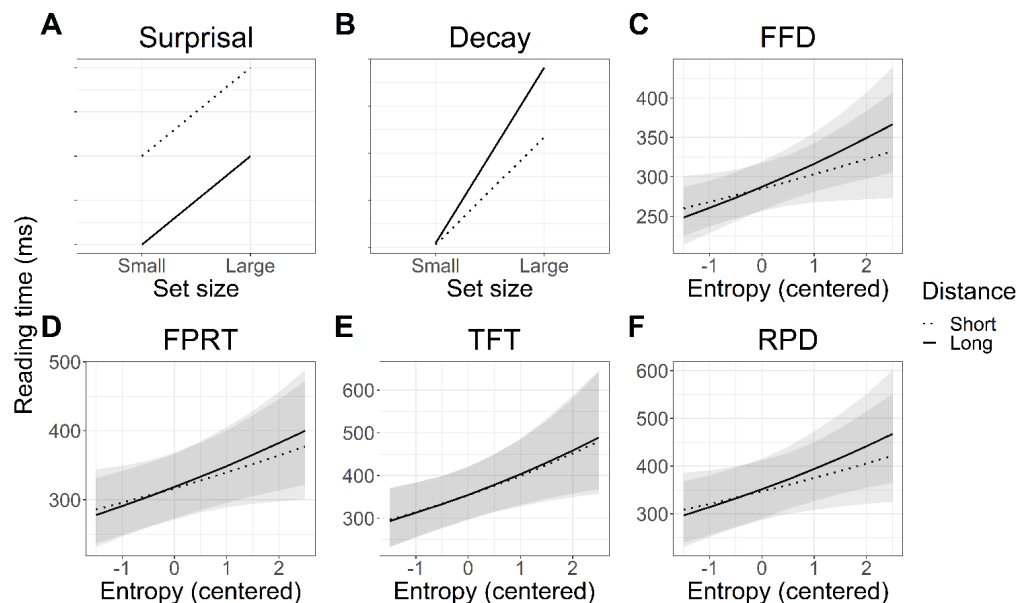 A
Surprisal
Small
Large
Set size
B
Decay
Small
Large
Set size
C
FFD
400
350
300
250
-1
0
1
2
Entropy (centered)
Reading time (ms)
D
FPRT
500
400
300
-1
0
1
2
Entropy (centered)
E
TFT
600
500
400
300
-1
0
1
2
Entropy (centered)
F
RPD
600
500
400
300
-1
0
1
2
Entropy (centered)
Distance
Short
Long